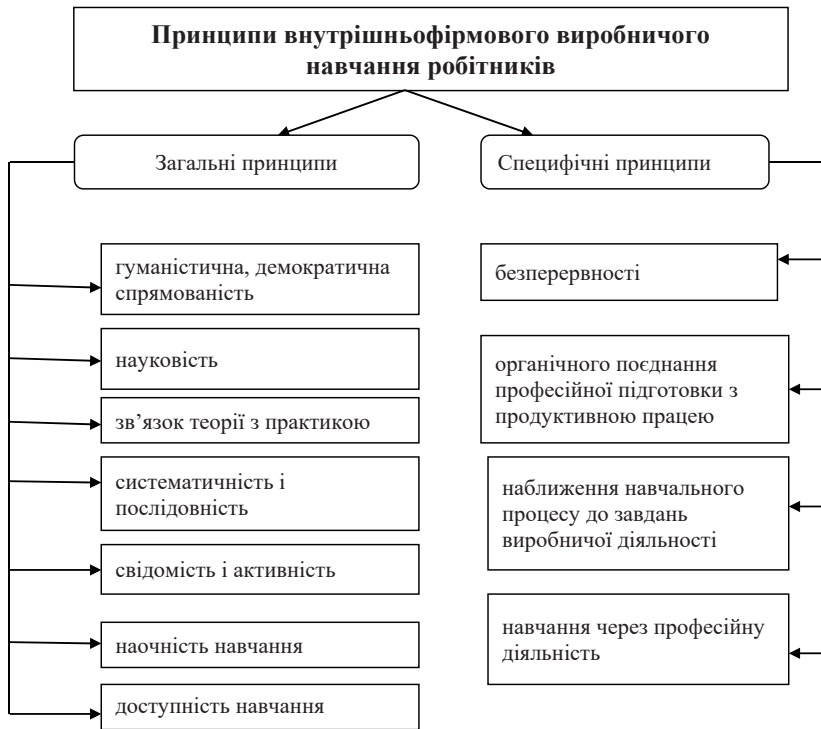 Принципи внутрішньофірмового виробничого
навчання робітників
Загальні принципи
Специфічні принципи
гуманістична, демократична
спрямованість
науковість
зв’язок теорії з практикою
систематичність і
послідовність
свідомість і активність
наочність навчання
доступність навчання
безперервності
органічного поєднання
професійної підготовки з
продуктивною працею
наближення навчального
процесу до завдань
виробничої діяльності
навчання через професійну
діяльність